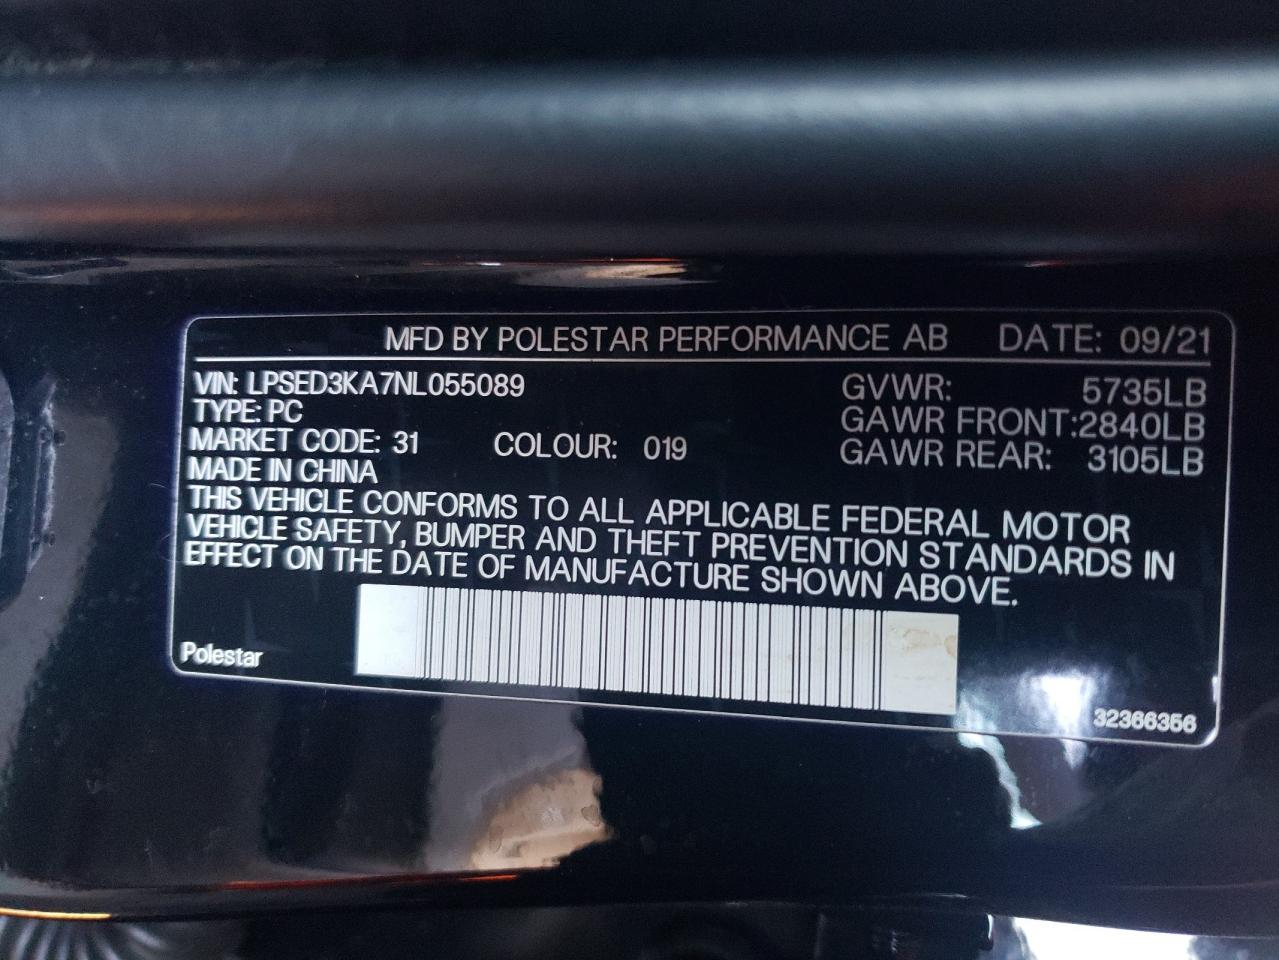 MFD BY POLESTAR PERFORMANCE AB DATE: 09/21
VIN: LPSED3KA7NL055089 GVWR: 5735LB
TYPE: PC GAWR FRONT: 2840LB
MARKET CODE: 31 COLOUR: 019 GAWR REAR: 3105LB
MADE IN CHINA
THIS VEHICLE CONFORMS TO ALL APPLICABLE FEDERAL MOTOR
VEHICLE SAFETY, BUMPER AND THEFT PREVENTION STANDARDS IN
EFFECT ON THE DATE OF MANUFACTURE SHOWN ABOVE.
Polestar
32366356